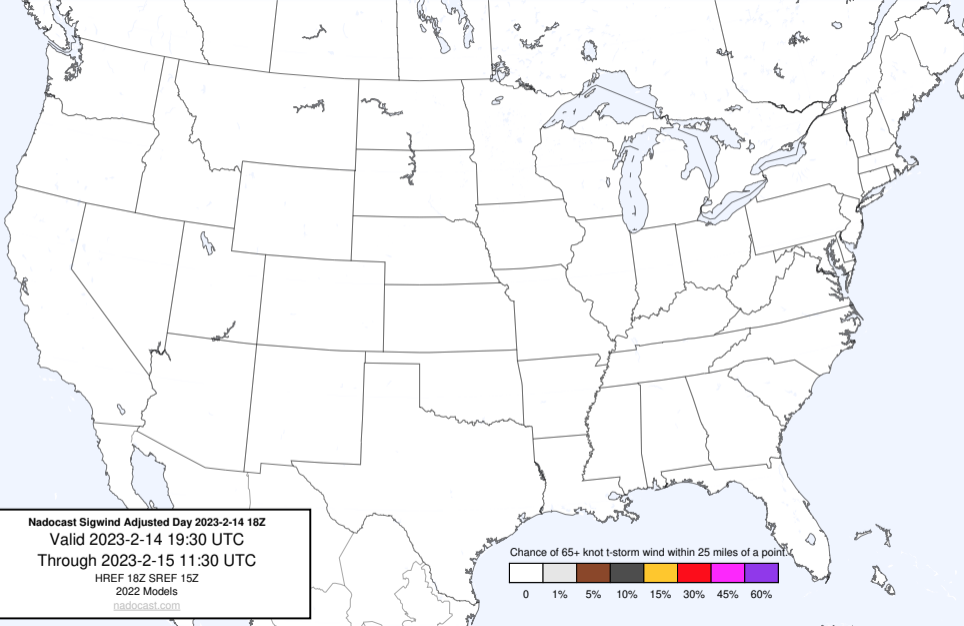 Nadocast Sigwind Adjusted Day 2023-2-14 18Z
Valid 2023-2-14 19:30 UTC
Through 2023-2-15 11:30 UTC
HREF 18Z SREF 15Z
2022 Models
nadocast.com
Chance of 65+ knot t-storm wind within 25 miles of a point.
0 1% 5% 10% 15% 30% 45% 60%